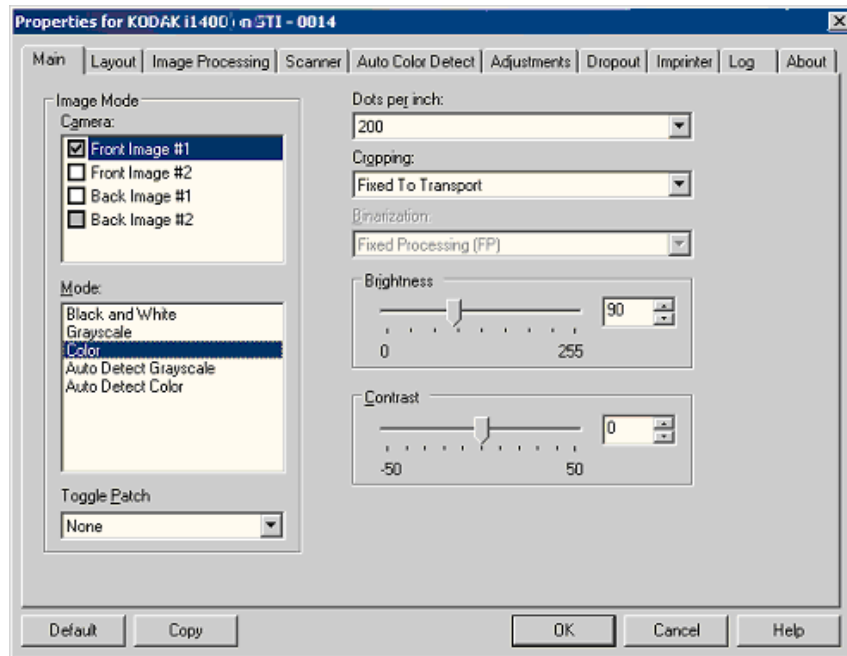 Properties for KODAK i1400 on STI - 0014
Main Layout Image Processing Scanner Auto Color Detect Adjustments Dropout Imprinter Log About
Image Mode
Camera:
Front Image #1
Front Image #2
Back Image #1
Back Image #2
Mode:
Black and White
Grayscale
Color
Auto Detect Grayscale
Auto Detect Color
Toggle Patch
None
Dots per inch:
200
Cropping:
Fixed To Transport
Binarization:
Fixed Processing (FP)
Brightness
90
0 255
Contrast
0
-50 50
Default Copy OK Cancel Help